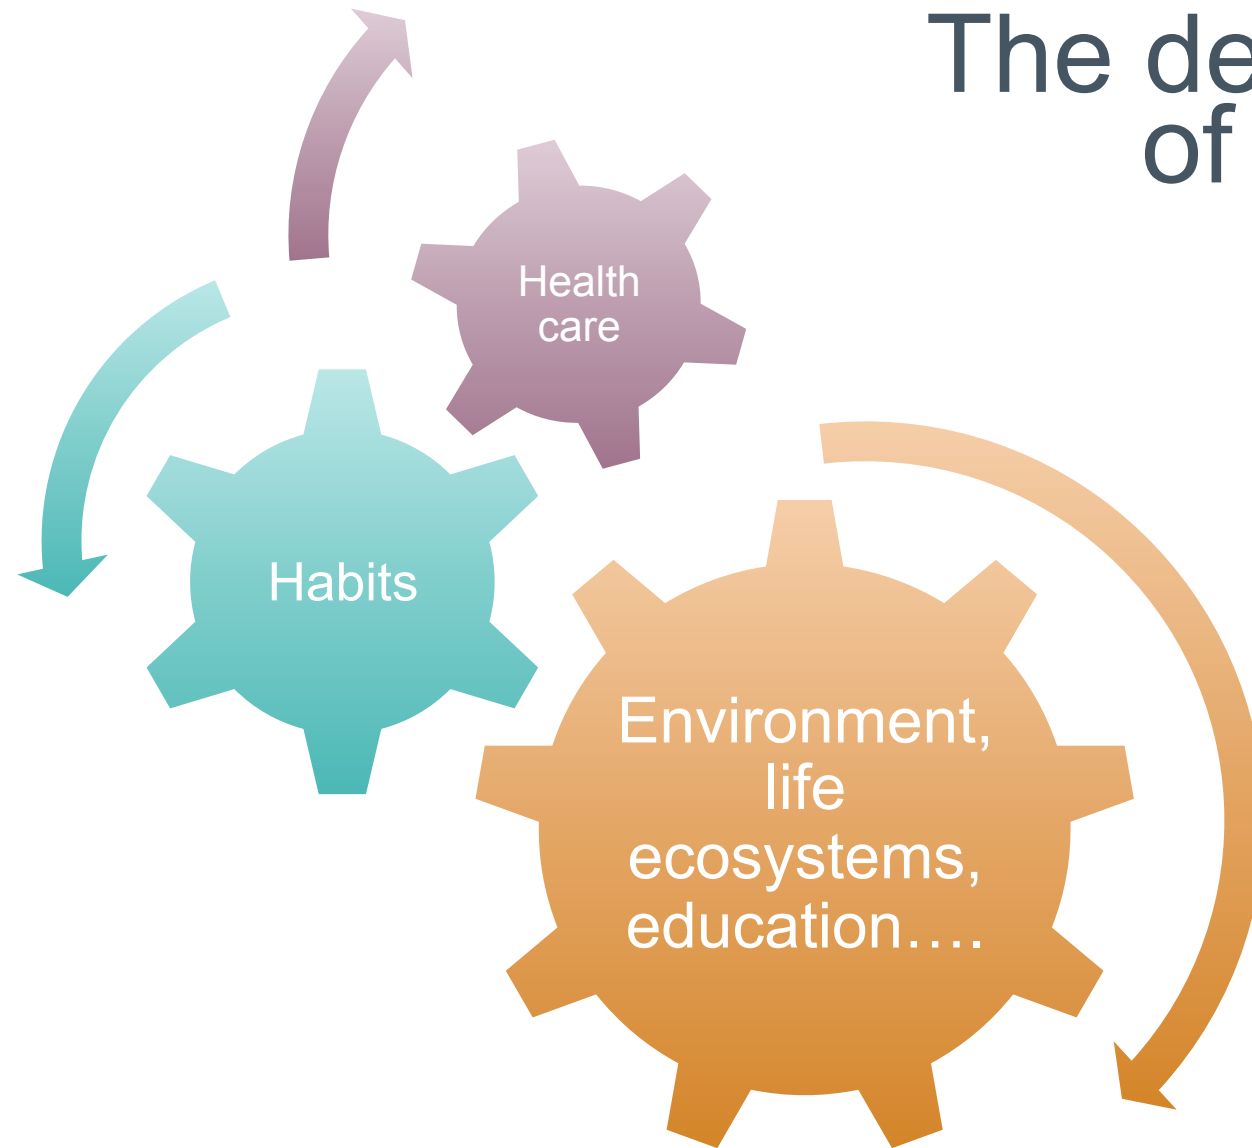 The de
of
Health
care
Habits
Environment,
life
ecosystems,
education….